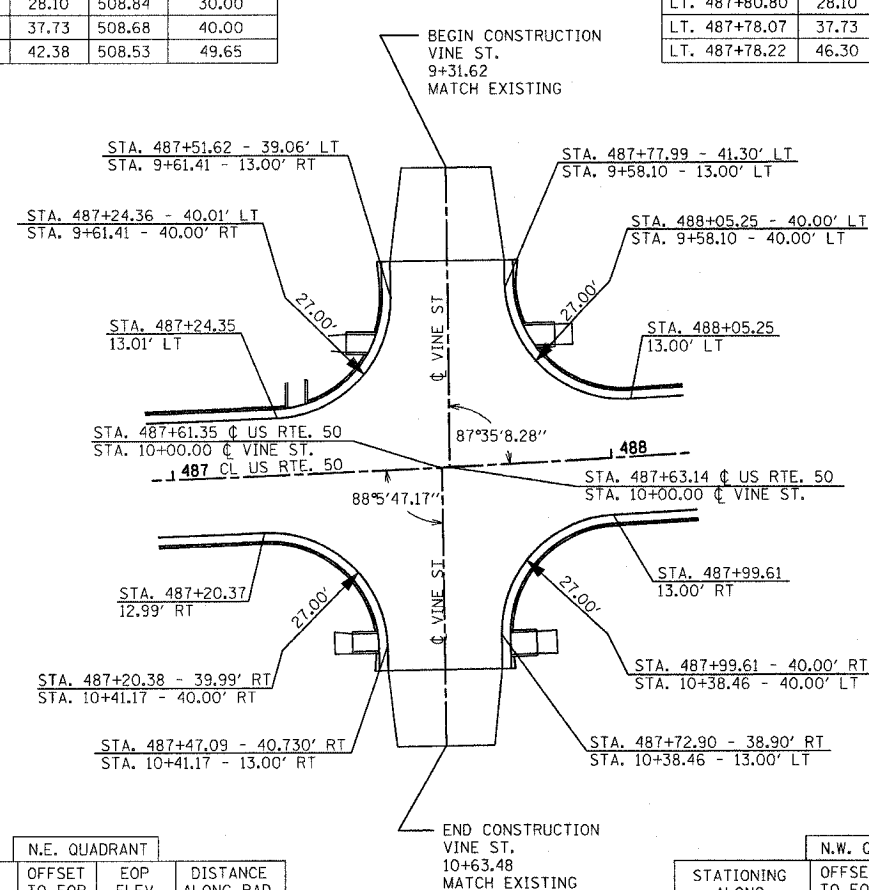 28.10 508.84 30.00
37.73 508.68 40.00
42.38 508.53 49.65
LT. 487+80.80 28.10
LT. 487+78.07 37.73
LT. 487+78.22 46.30
BEGIN CONSTRUCTION
VINE ST.
9+31.62
MATCH EXISTING
STA. 487+51.62 - 39.06' LT
STA. 9+61.41 - 13.00' RT
STA. 487+77.99 - 41.30' LT
STA. 9+58.10 - 13.00' LT
STA. 487+24.36 - 40.01' LT
STA. 9+61.41 - 40.00' RT
STA. 488+05.25 - 40.00' LT
STA. 9+58.10 - 40.00' LT
27.00'
27.00'
STA. 487+24.35
13.01' LT
STA. 488+05.25
13.00' LT
℄ VINE ST
STA. 487+61.35 ℄ US RTE. 50
STA. 10+00.00 ℄ VINE ST.
87°35'8.28''
487 CL US RTE. 50
488
STA. 487+63.14 ℄ US RTE. 50
STA. 10+00.00 ℄ VINE ST.
88°5'47.17''
℄ VINE ST
STA. 487+20.37
12.99' RT
STA. 487+99.61
13.00' RT
27.00'
27.00'
STA. 487+20.38 - 39.99' RT
STA. 10+41.17 - 40.00' RT
STA. 487+99.61 - 40.00' RT
STA. 10+38.46 - 40.00' LT
STA. 487+47.09 - 40.730' RT
STA. 10+41.17 - 13.00' RT
STA. 487+72.90 - 38.90' RT
STA. 10+38.46 - 13.00' LT
END CONSTRUCTION
VINE ST.
10+63.48
MATCH EXISTING
N.E. QUADRANT
OFFSET EOP DISTANCE
TO EOP ELEV ALONG RAD
N.W. Q
STATIONING OFFSE
ALONG TO EO